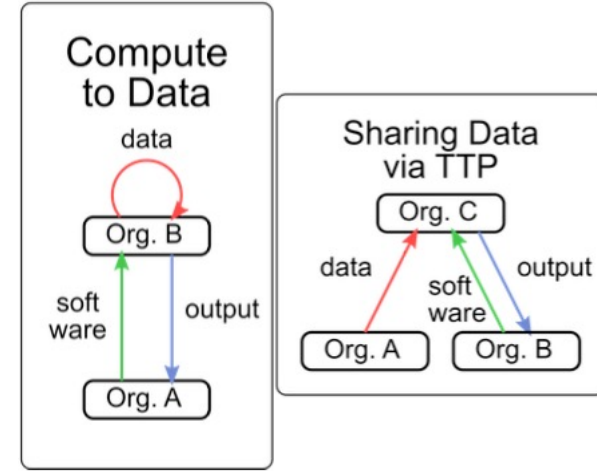 Compute
to Data
data
Org. B
soft
ware
output
Org. A
Sharing Data
via TTP
Org. C
data
soft
ware
output
Org. A
Org. B